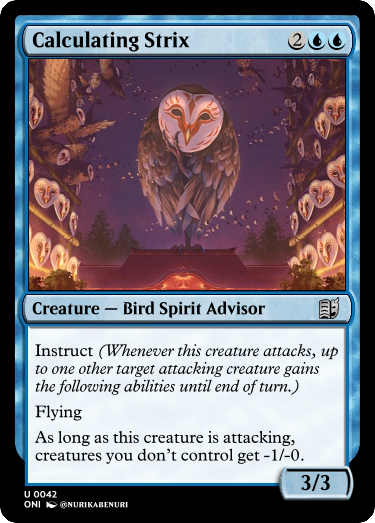 Calculating Strix 2
Creature — Bird Spirit Advisor
Instruct (Whenever this creature attacks, up
to one other target attacking creature gains
the following abilities until end of turn.)
Flying
As long as this creature is attacking,
creatures you don't control get -1/-0.
3/3
U 0042
ONI @NURIKABENURI